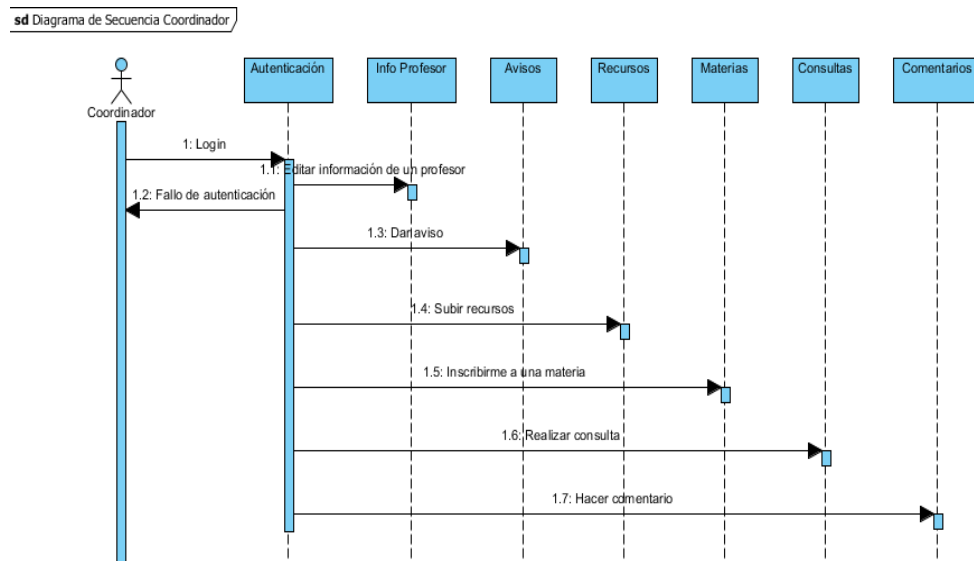 sd Diagrama de Secuencia Coordinador
Coordinador
Autenticación
Info Profesor
Avisos
Recursos
Materias
Consultas
Comentarios
1: Login
1.1: Editar información de un profesor
1.2: Fallo de autenticación
1.3: Dar aviso
1.4: Subir recursos
1.5: Inscribirme a una materia
1.6: Realizar consulta
1.7: Hacer comentario